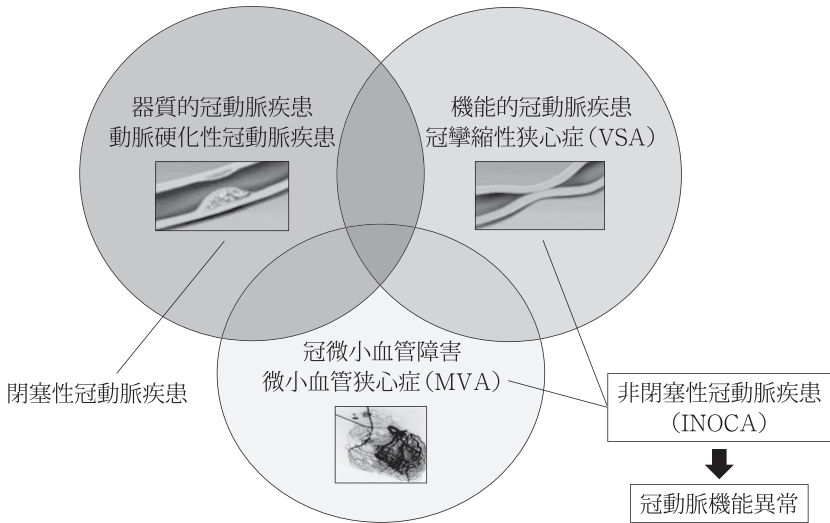 器質的冠動脈疾患
動脈硬化性冠動脈疾患
機能的冠動脈疾患
冠攣縮性狭心症（VSA）
冠微小血管障害
微小血管狭心症（MVA）
閉塞性冠動脈疾患
非閉塞性冠動脈疾患
（INOCA）
冠動脈機能異常